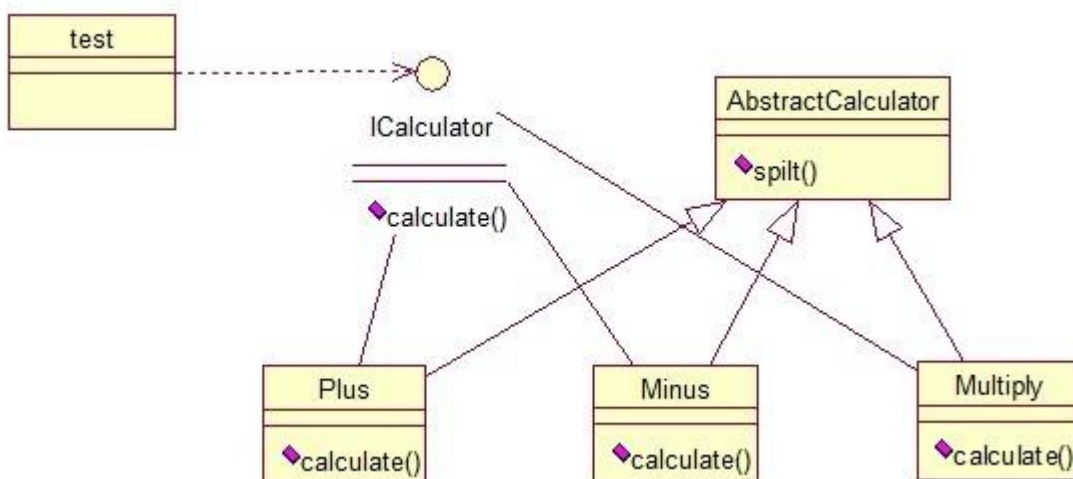 test
ICalculator
calculate()
AbstractCalculator
spilt()
Plus
calculate()
Minus
calculate()
Multiply
calculate()